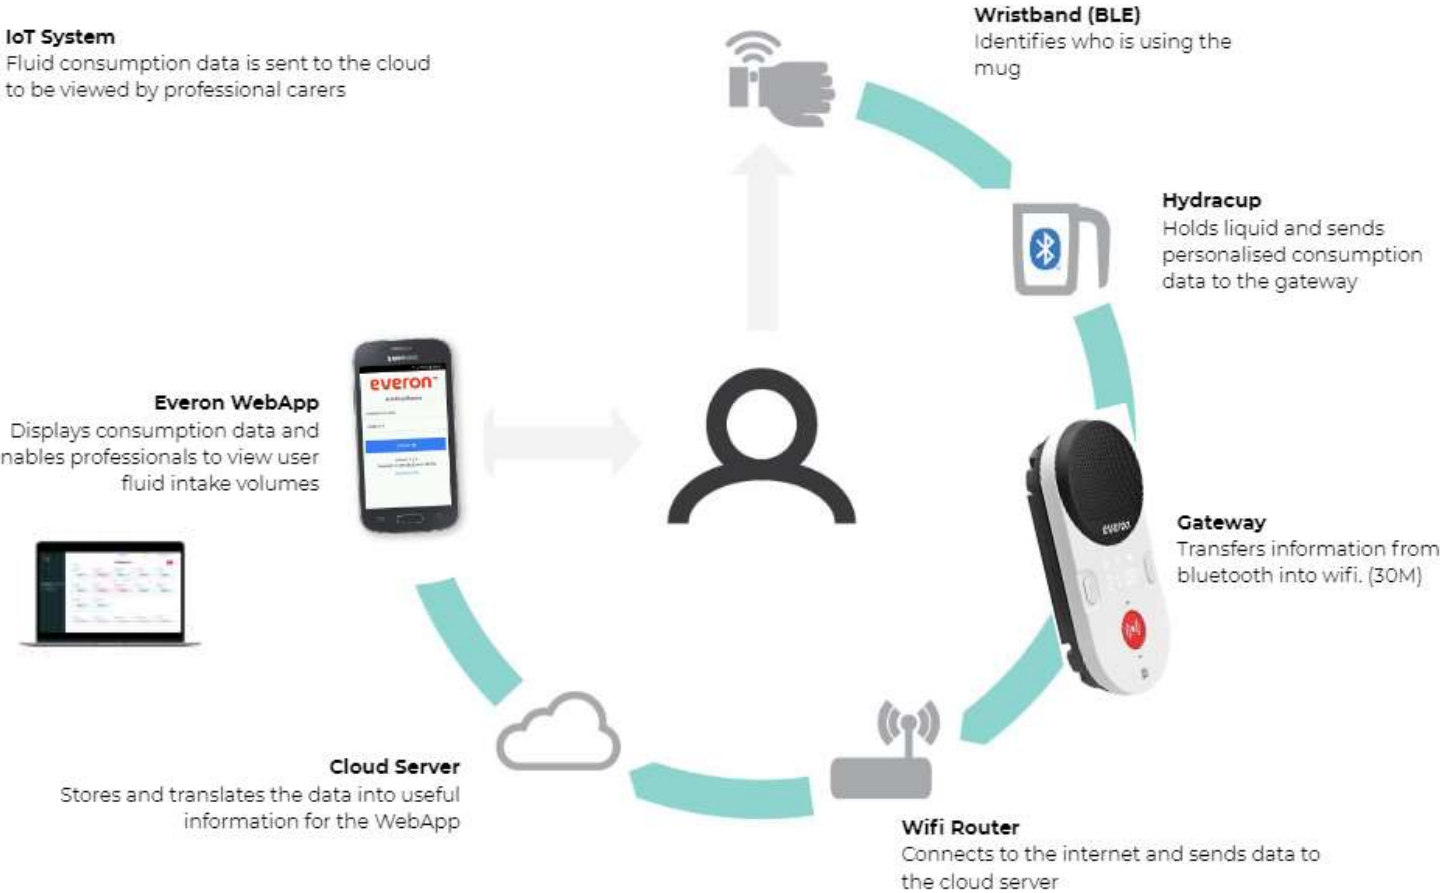 IoT System
Fluid consumption data is sent to the cloud
to be viewed by professional carers
Wristband (BLE)
Identifies who is using the
mug
Hydracup
Holds liquid and sends
personalised consumption
data to the gateway
Everon WebApp
Displays consumption data and
nables professionals to view user
fluid intake volumes
everon
everon
Gateway
Transfers information from
bluetooth into wifi. (30M)
Cloud Server
Stores and translates the data into useful
information for the WebApp
Wifi Router
Connects to the internet and sends data to
the cloud server